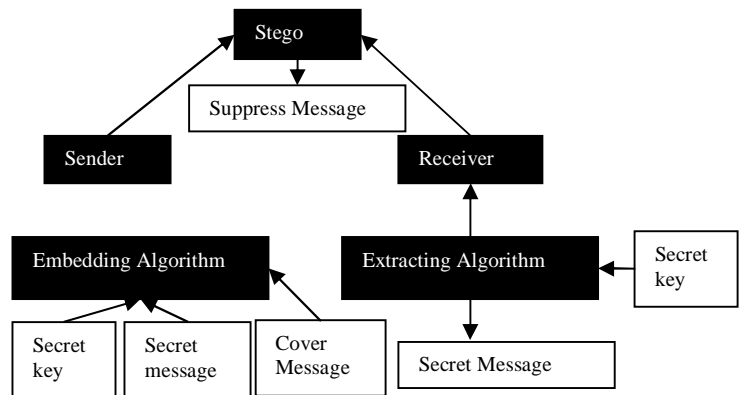 Stego
Suppress Message
Sender
Receiver
Embedding Algorithm
Extracting Algorithm
Secret
key
Secret
key
Secret
message
Cover
Message
Secret Message